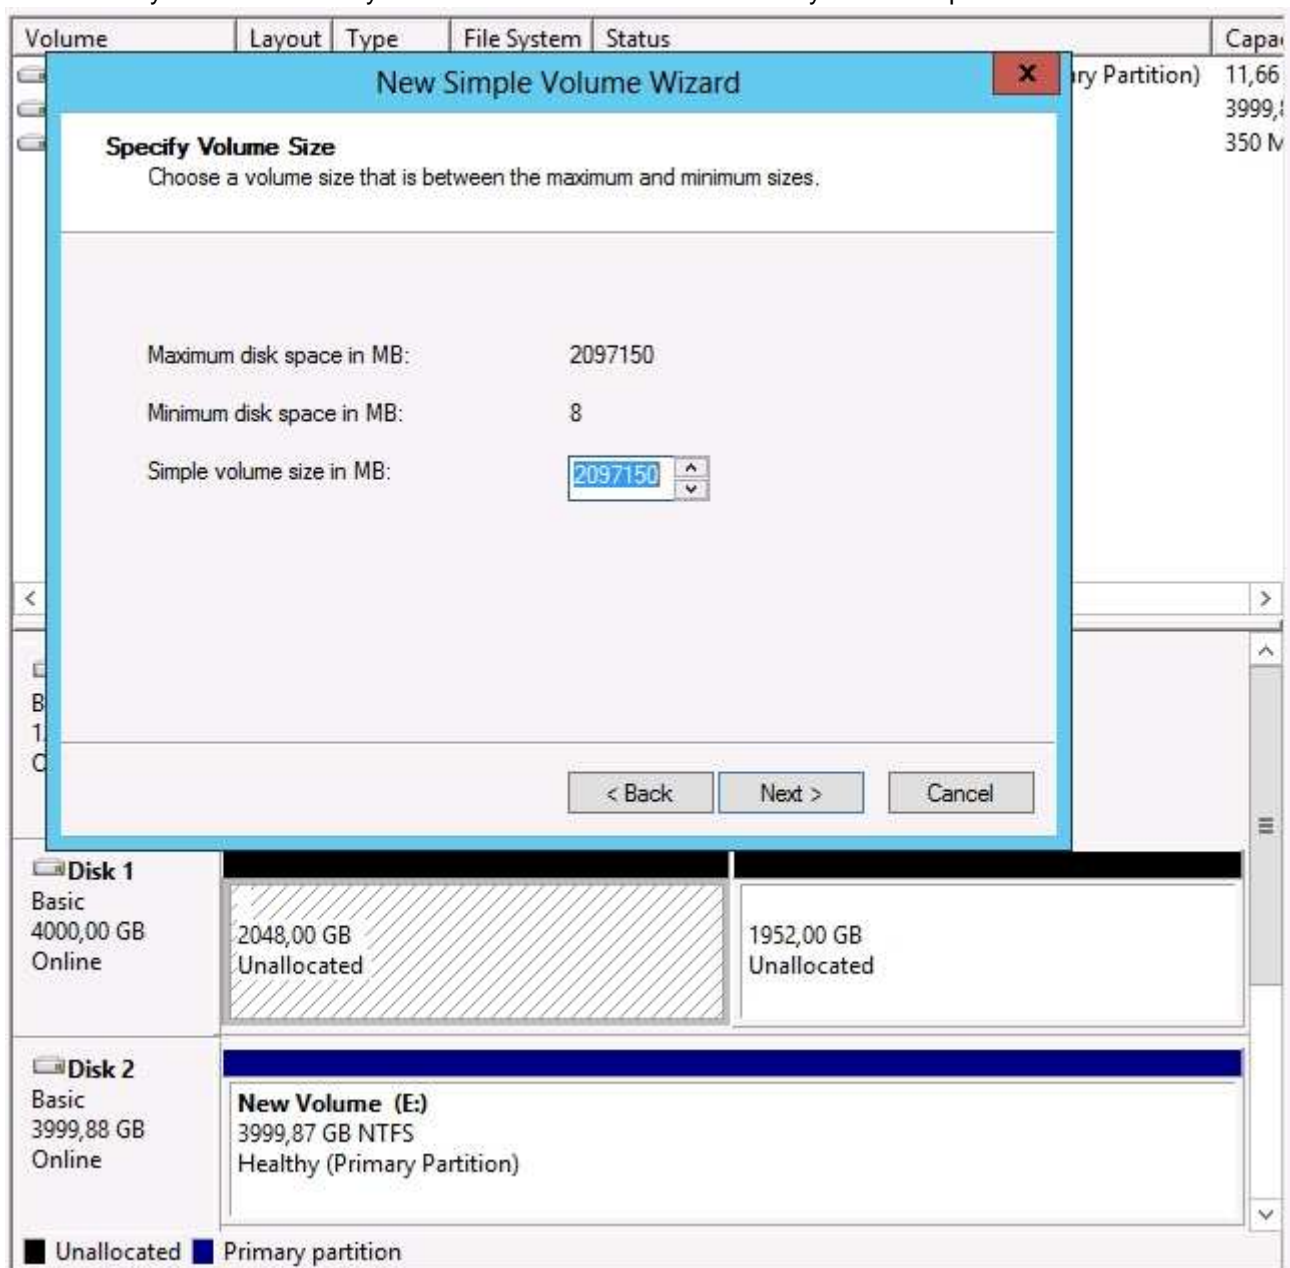 Volume Layout Type File System Status Capa
New Simple Volume Wizard x
ry Partition) 11,66
3999,8
350 M
Specify Volume Size
Choose a volume size that is between the maximum and minimum sizes.
Maximum disk space in MB: 2097150
Minimum disk space in MB: 8
Simple volume size in MB: 2097150
B
1.
< Back Next > Cancel
Disk 1
Basic
4000,00 GB
Online
2048,00 GB
Unallocated
1952,00 GB
Unallocated
Disk 2
Basic
3999,88 GB
Online
New Volume (E:)
3999,87 GB NTFS
Healthy (Primary Partition)
Unallocated Primary partition